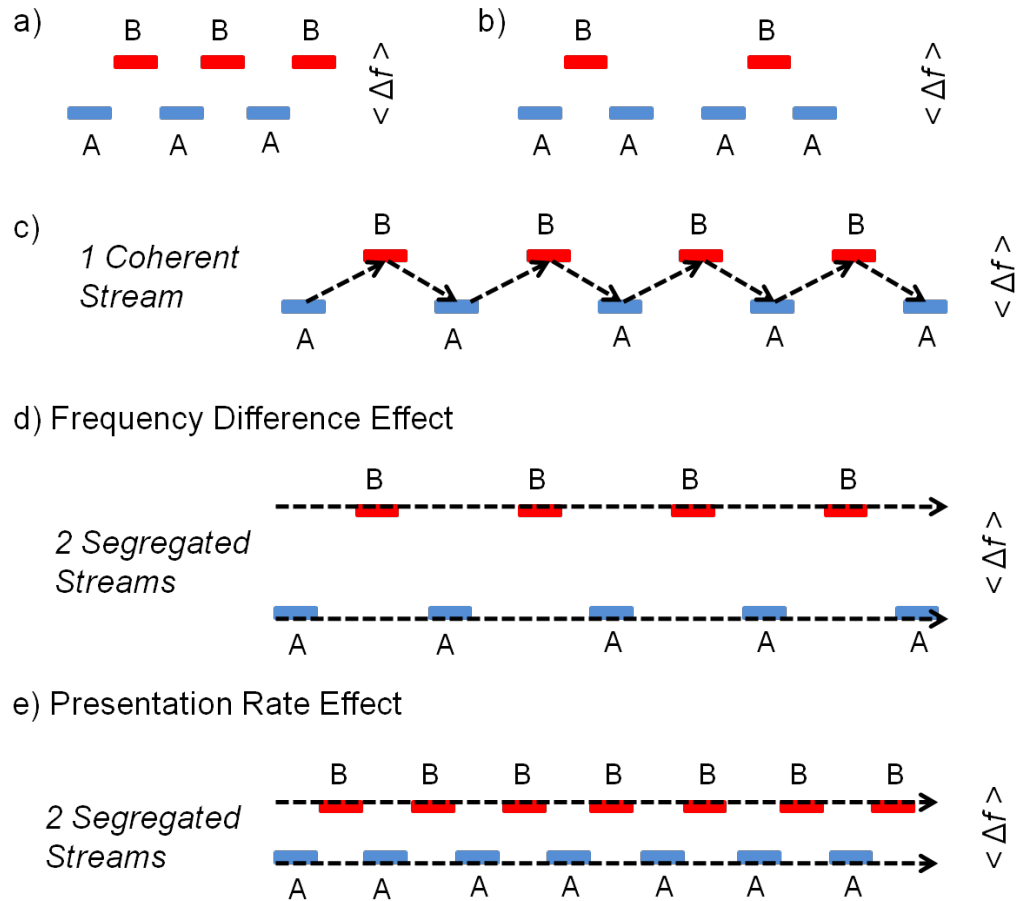 a)
B B B
A A A
< Δf >
b)
B B
A A A A
< Δf >
c)
1 Coherent
Stream
B B B B
A A A A A
< Δf >
d) Frequency Difference Effect
B B B B
2 Segregated
Streams
A A A A A
< Δf >
e) Presentation Rate Effect
B B B B B B B
2 Segregated
Streams
A A A A A A A
< Δf >